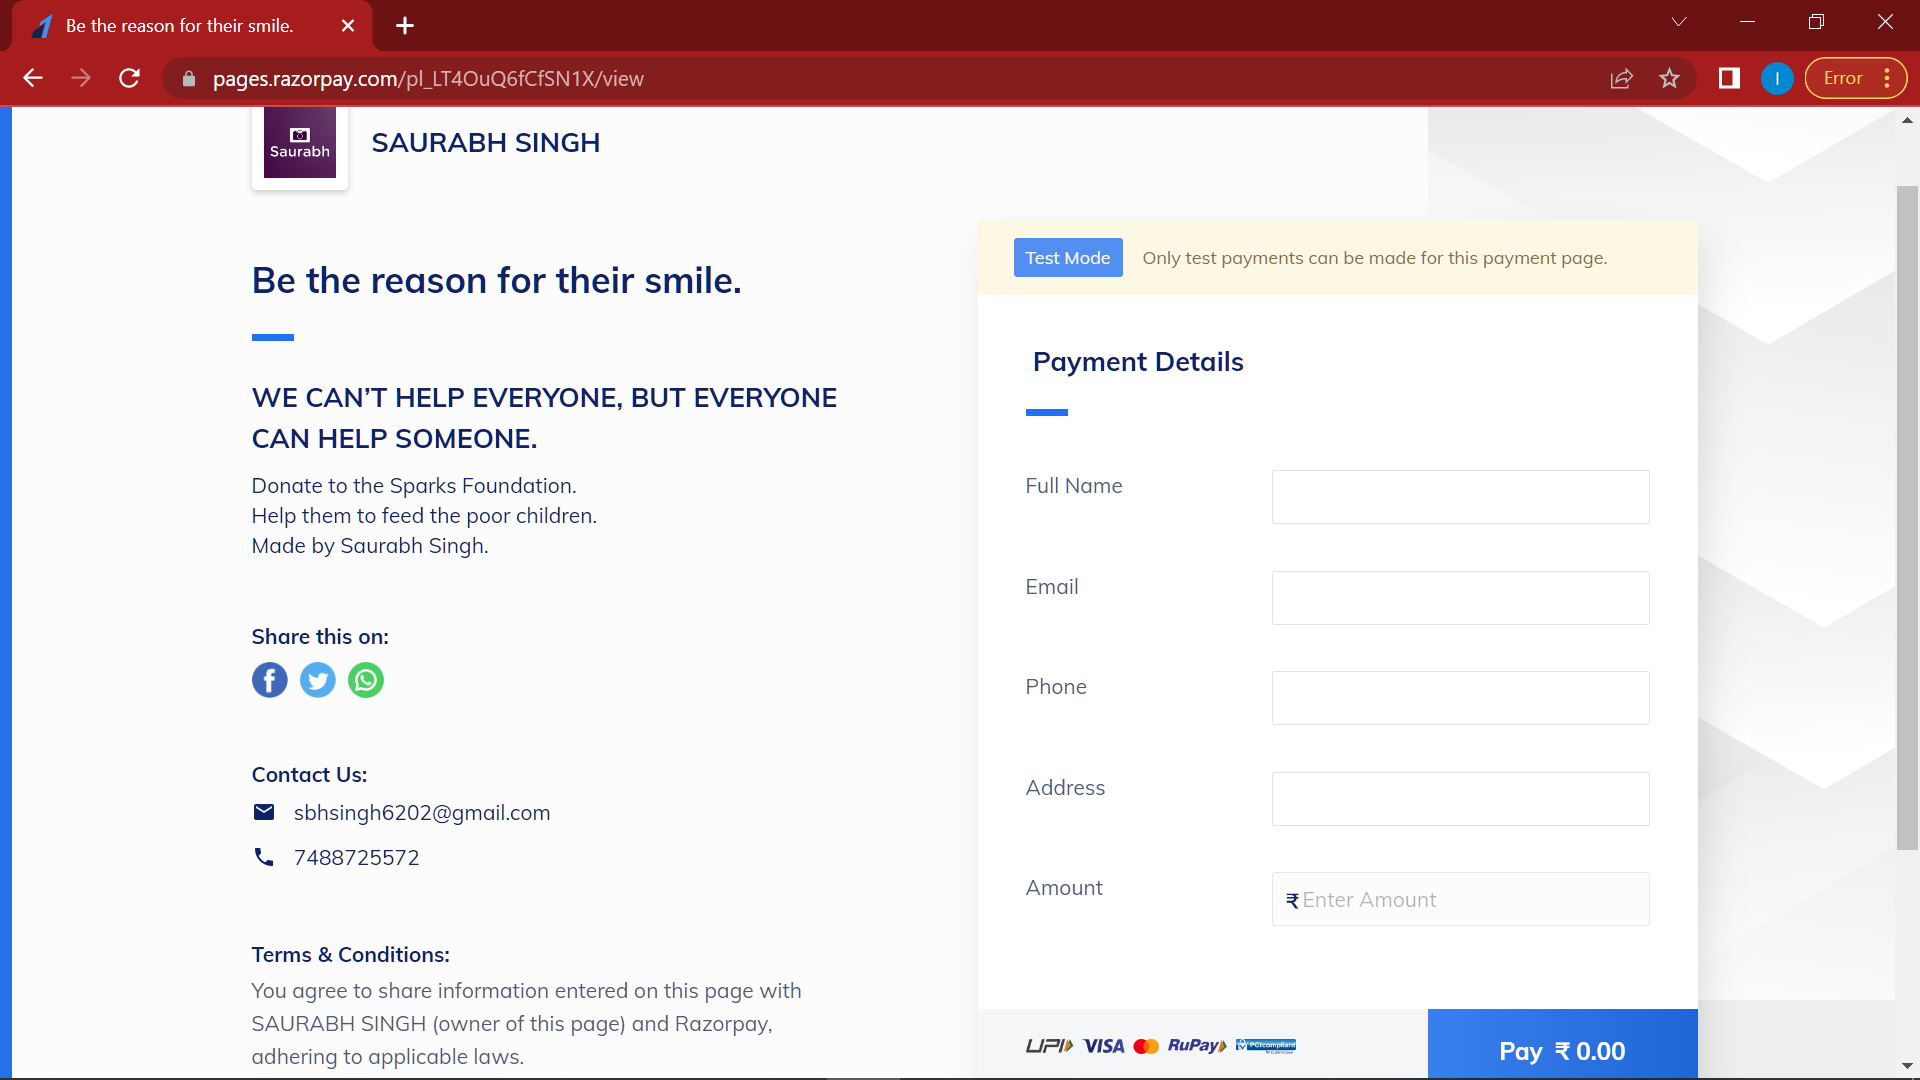 Be the reason for their smile.
pages.razorpay.com/pl_LT4OuQ6fCfSN1X/view
I
Error
Saurabh
SAURABH SINGH
Be the reason for their smile.
WE CAN’T HELP EVERYONE, BUT EVERYONE
CAN HELP SOMEONE.
Donate to the Sparks Foundation.
Help them to feed the poor children.
Made by Saurabh Singh.
Share this on:
Contact Us:
sbhsingh6202@gmail.com
7488725572
Terms & Conditions:
You agree to share information entered on this page with
SAURABH SINGH (owner of this page) and Razorpay,
adhering to applicable laws.
Test Mode Only test payments can be made for this payment page.
Payment Details
Full Name
Email
Phone
Address
Amount ₹ Enter Amount
UPI VISA RuPay PCI compliant
Pay ₹ 0.00